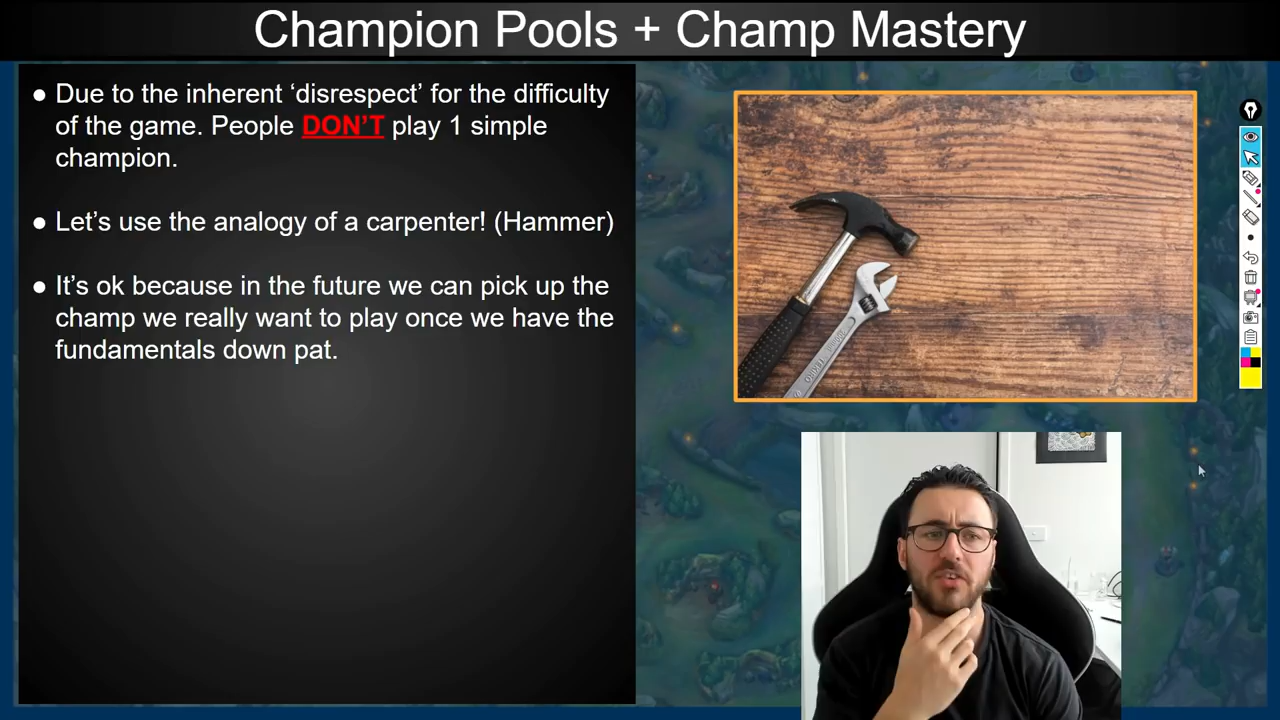 Champion Pools + Champ Mastery
● Due to the inherent ‘disrespect’ for the difficulty
of the game. People DON’T play 1 simple
champion.
● Let’s use the analogy of a carpenter! (Hammer)
● It’s ok because in the future we can pick up the
champ we really want to play once we have the
fundamentals down pat.